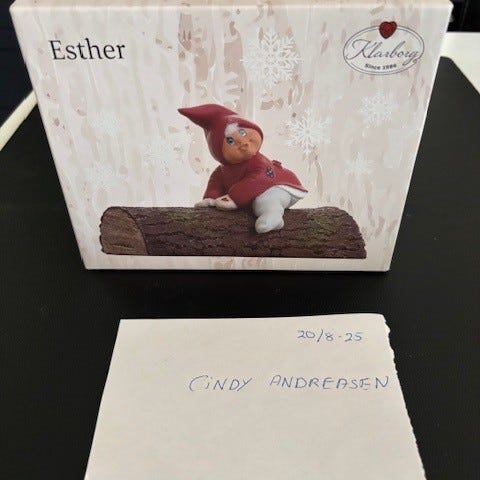 Esther
Klarborg
Since 1986
20/8-25
CINDY ANDREASEN